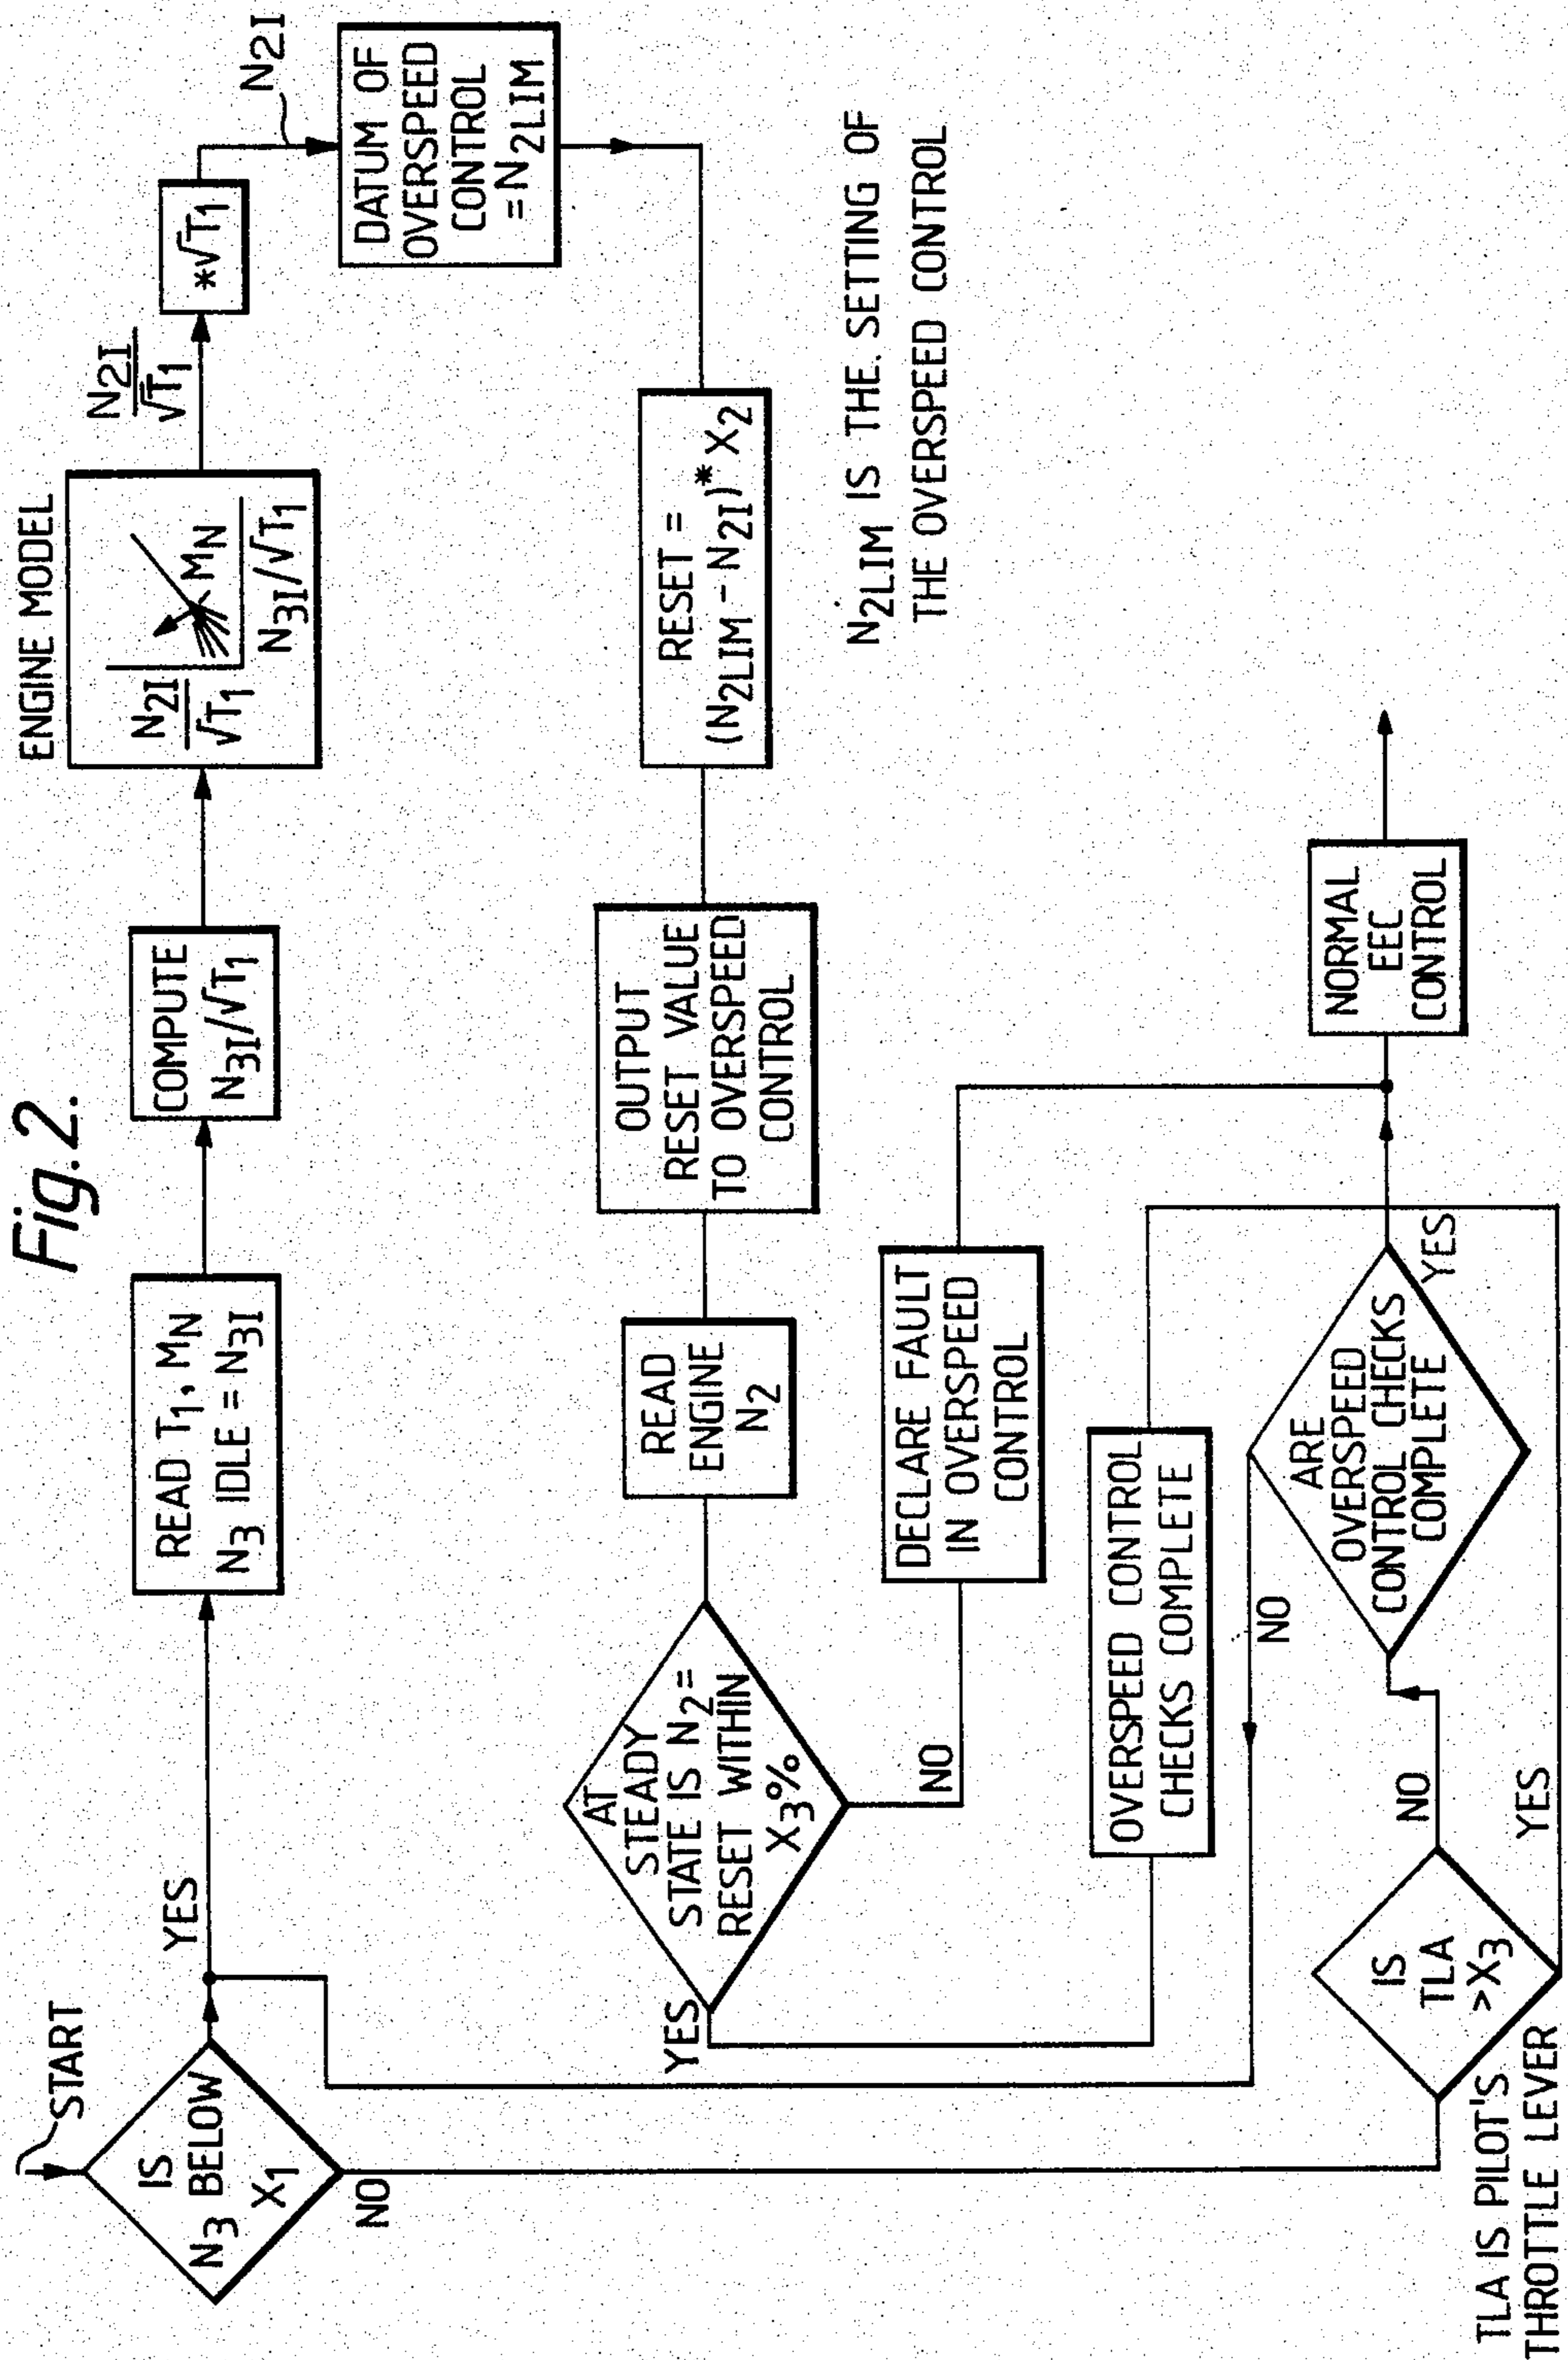 Fig.2.
START
IS
N3 BELOW
X1
YES
NO
READ T1, MN
N3 IDLE = N3I
COMPUTE
N3I/√T1
ENGINE MODEL
N2I
√T1
MN
N3I/√T1
N2I
√T1
*√T1
N2I
DATUM OF
OVERSPEED
CONTROL
=N2LIM
RESET =
(N2LIM - N2I)* X2
OUTPUT
RESET VALUE
TO OVERSPEED
CONTROL
READ
ENGINE
N2
AT
STEADY
STATE IS N2=
RESET WITHIN
X3%
YES
NO
DECLARE FAULT
IN OVERSPEED
CONTROL
OVERSPEED CONTROL
CHECKS COMPLETE
N2LIM IS THE.SETTING OF
THE OVERSPEED CONTROL
NO
ARE
OVERSPEED
CONTROL CHECKS
COMPLETE
YES
NORMAL
EEC
CONTROL
IS
TLA
>X3
NO
YES
TLA IS PILOT'S
THROTTLE LEVER